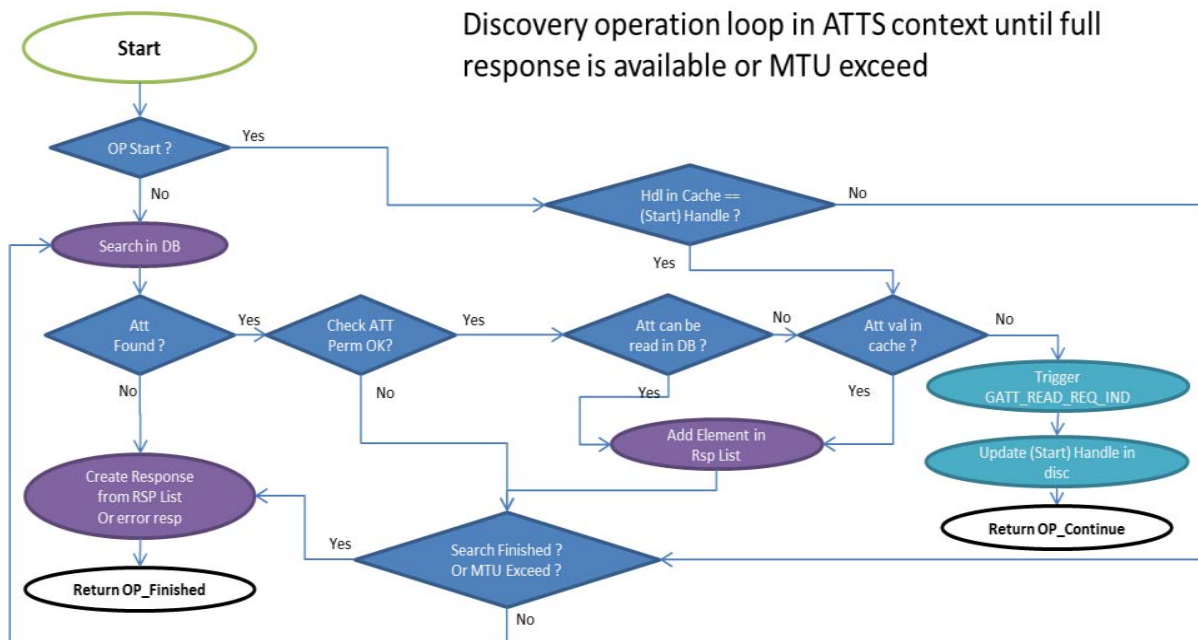 Discovery operation loop in ATTS context until full
response is available or MTU exceed
Start
OP Start ?
Yes
No
Hdl in Cache ==
(Start) Handle ?
No
Yes
Search in DB
Att
Found ?
Yes
No
Check ATT
Perm OK?
Yes
No
Att can be
read in DB ?
No
Yes
Att val in
cache ?
No
Yes
Trigger
GATT_READ_REQ_IND
Add Element in
Rsp List
Update (Start) Handle in
disc
Create Response
from RSP List
Or error resp
Return OP_Continue
Search Finished ?
Or MTU Exceed ?
Yes
No
Return OP_Finished